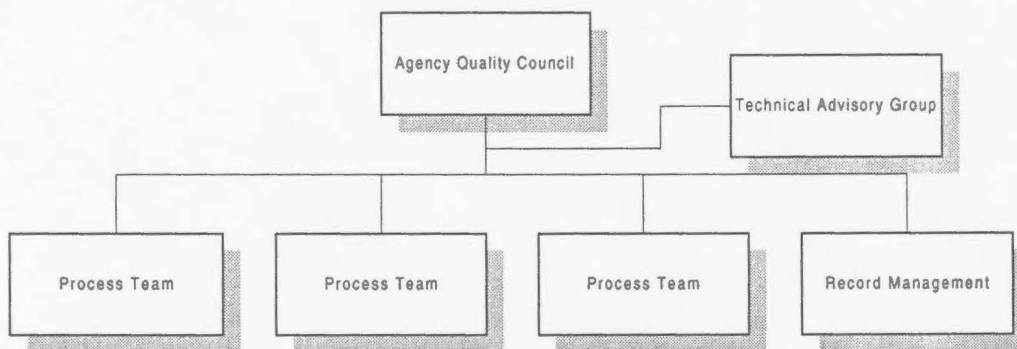 Agency Quality Council
Technical Advisory Group
Process Team
Process Team
Process Team
Record Management